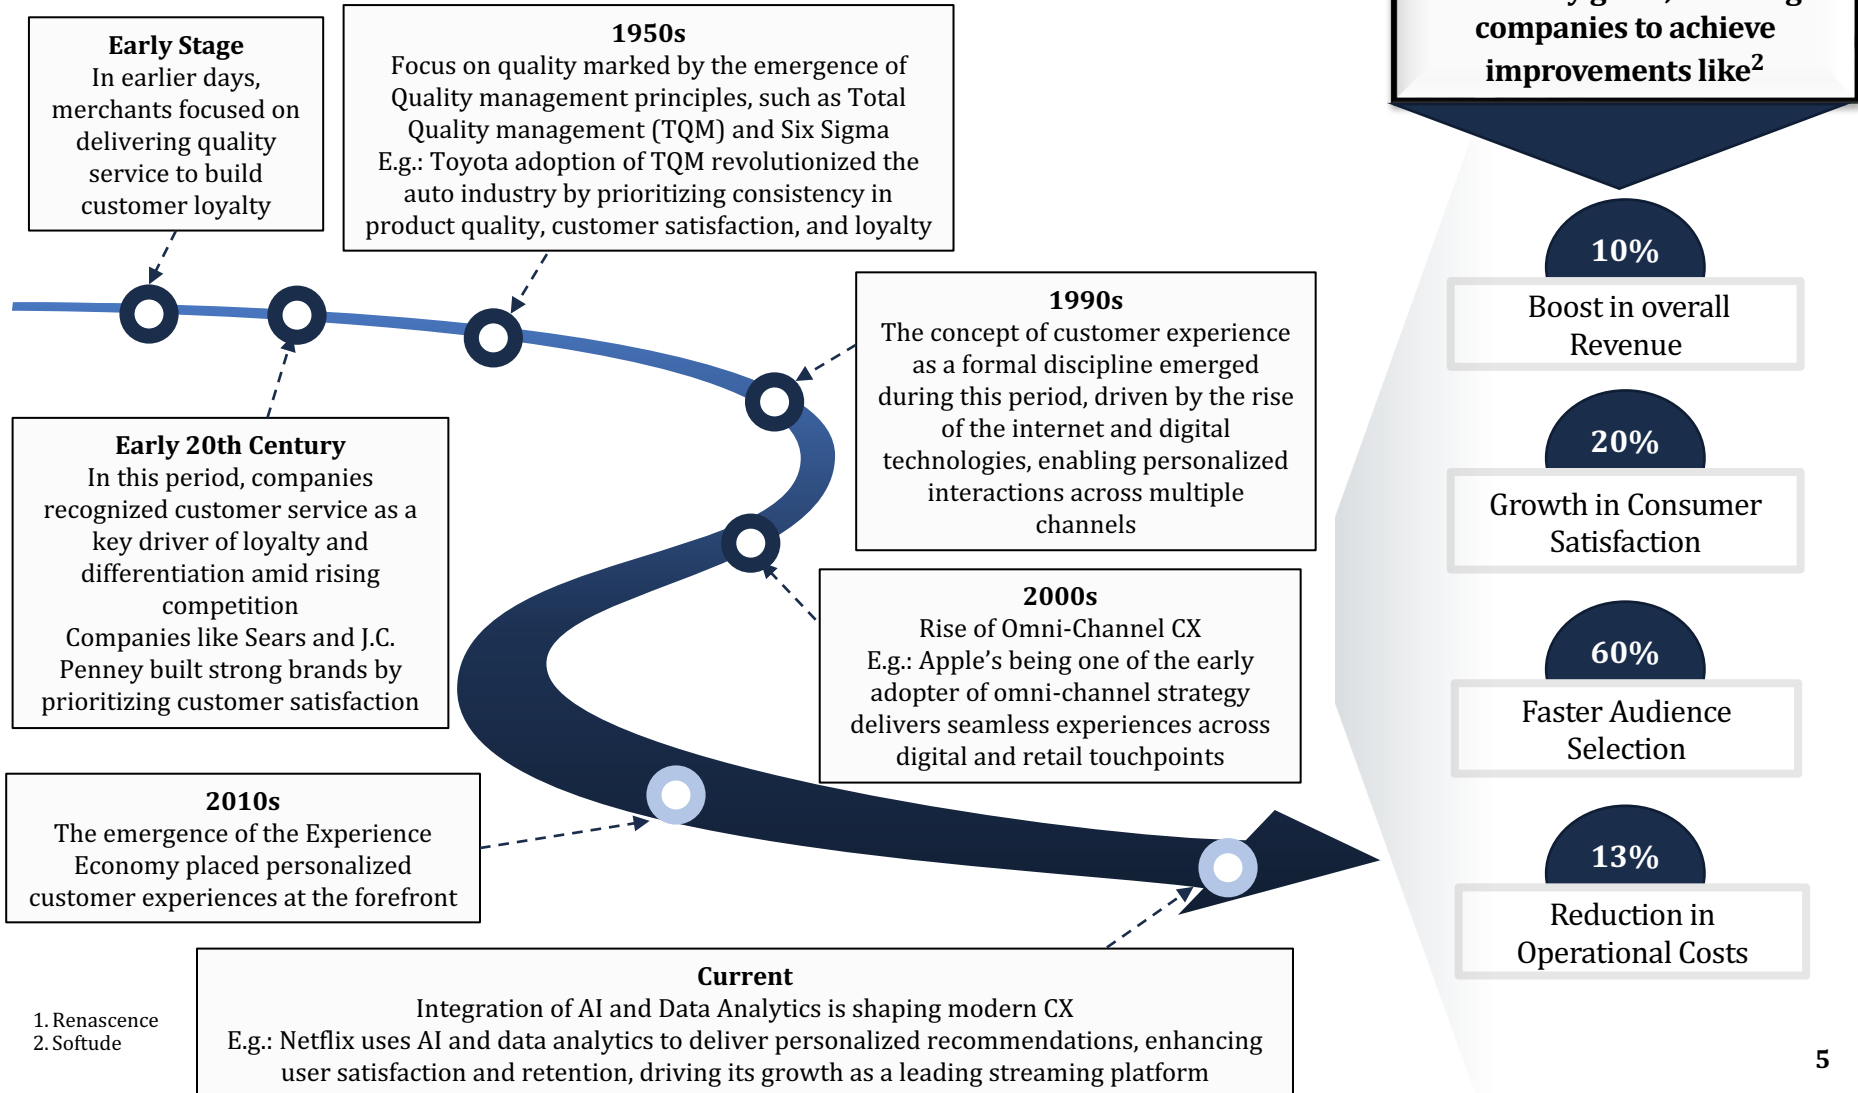 Early Stage
In earlier days,
merchants focused on
delivering quality
service to build
customer loyalty
1950s
Focus on quality marked by the emergence of
Quality management principles, such as Total
Quality management (TQM) and Six Sigma
E.g.: Toyota adoption of TQM revolutionized the
auto industry by prioritizing consistency in
product quality, customer satisfaction, and loyalty
Early 20th Century
In this period, companies
recognized customer service as a
key driver of loyalty and
differentiation amid rising
competition
Companies like Sears and J.C.
Penney built strong brands by
prioritizing customer satisfaction
1990s
The concept of customer experience
as a formal discipline emerged
during this period, driven by the rise
of the internet and digital
technologies, enabling personalized
interactions across multiple
channels
2000s
Rise of Omni-Channel CX
E.g.: Apple’s being one of the early
adopter of omni-channel strategy
delivers seamless experiences across
digital and retail touchpoints
2010s
The emergence of the Experience
Economy placed personalized
customer experiences at the forefront
Current
Integration of AI and Data Analytics is shaping modern CX
E.g.: Netflix uses AI and data analytics to deliver personalized recommendations, enhancing
user satisfaction and retention, driving its growth as a leading streaming platform
companies to achieve
improvements like²
10%
Boost in overall
Revenue
20%
Growth in Consumer
Satisfaction
60%
Faster Audience
Selection
13%
Reduction in
Operational Costs
1. Renascence
2. Softude
5